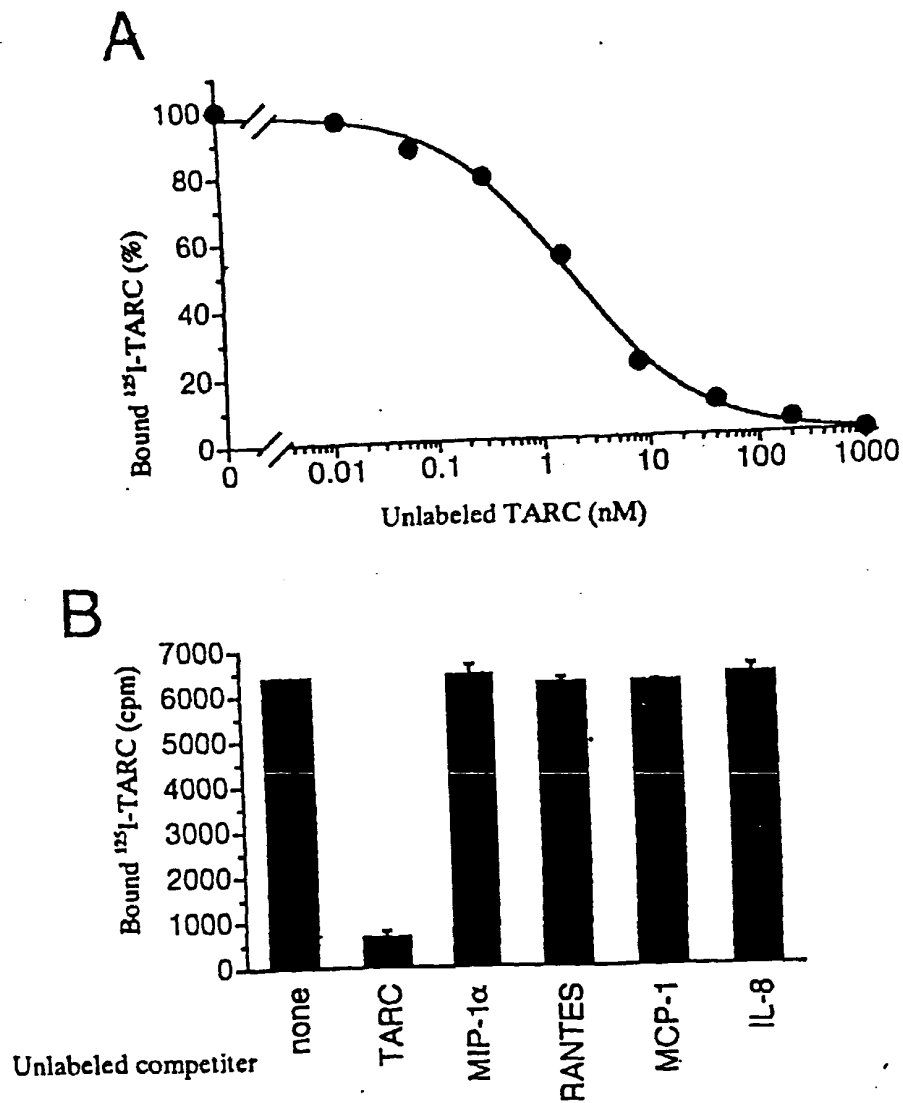 A
100
80
60
40
20
0
Bound ¹²⁵I-TARC (%)
0 0.01 0.1 1 10 100 1000
Unlabeled TARC (nM)
B
7000
6000
5000
4000
3000
2000
1000
0
Bound ¹²⁵I-TARC (cpm)
none TARC MIP-1α RANTES MCP-1 IL-8
Unlabeled competiter